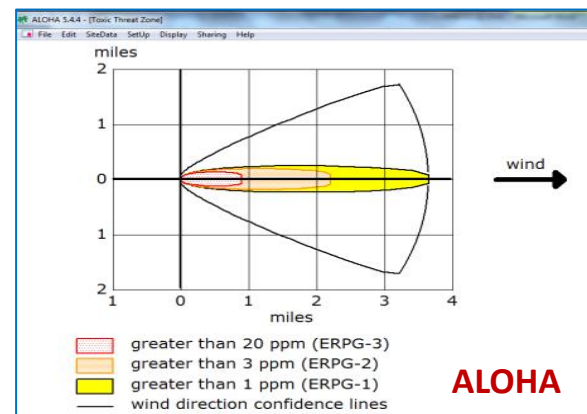 ALOHA 5.4.4 - [Toxic Threat Zone]
File Edit SiteData SetUp Display Sharing Help
miles
2
1
0
1
2
1 0 1 2 3 4
miles
wind
greater than 20 ppm (ERPG-3)
greater than 3 ppm (ERPG-2)
greater than 1 ppm (ERPG-1)
wind direction confidence lines
ALOHA